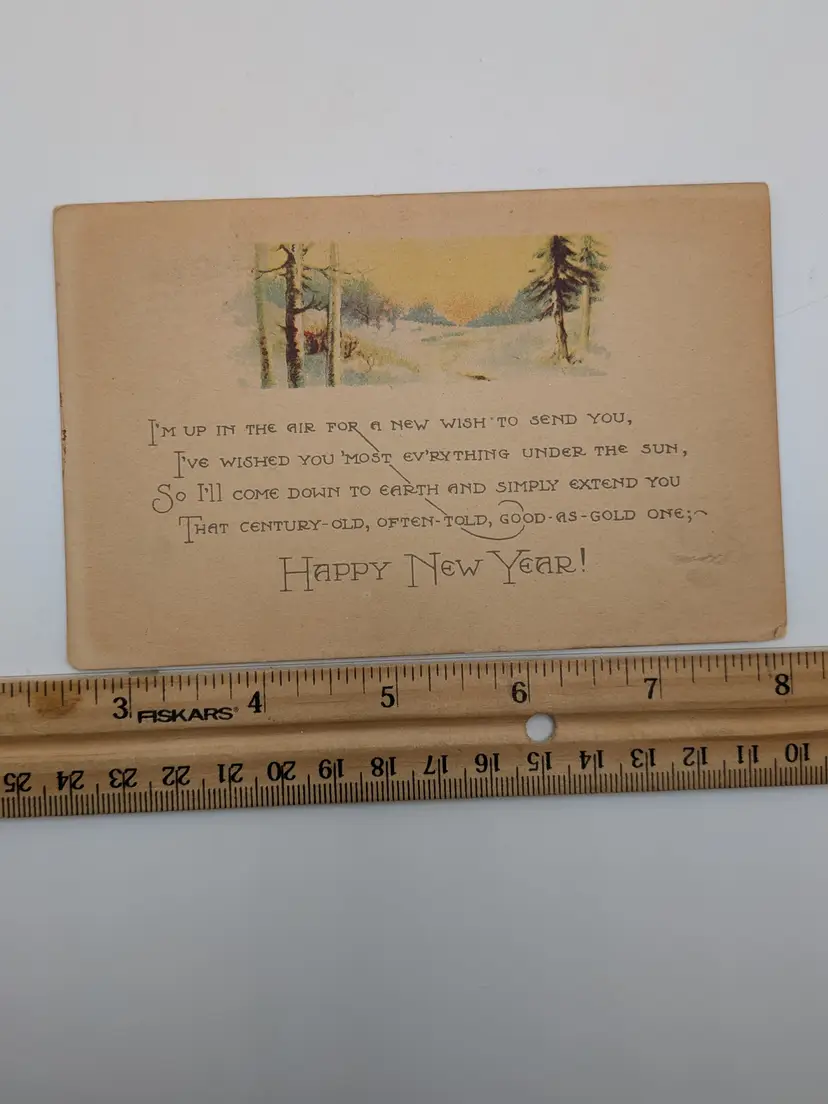 I'M UP IN THE AIR FOR A NEW WISH TO SEND YOU,
I'VE WISHED YOU 'MOST EV'RYTHING UNDER THE SUN,
SO I'll COME DOWN TO EARTH AND SIMPLY EXTEND YOU
THAT CENTURY-OLD, OFTEN-TOLD, GOOD-AS-GOLD ONE;~
HAPPY NEW YEAR!
3 FISKARS® 4 5 6 7 8
25 24 23 22 21 20 19 18 17 16 15 14 13 12 11 10